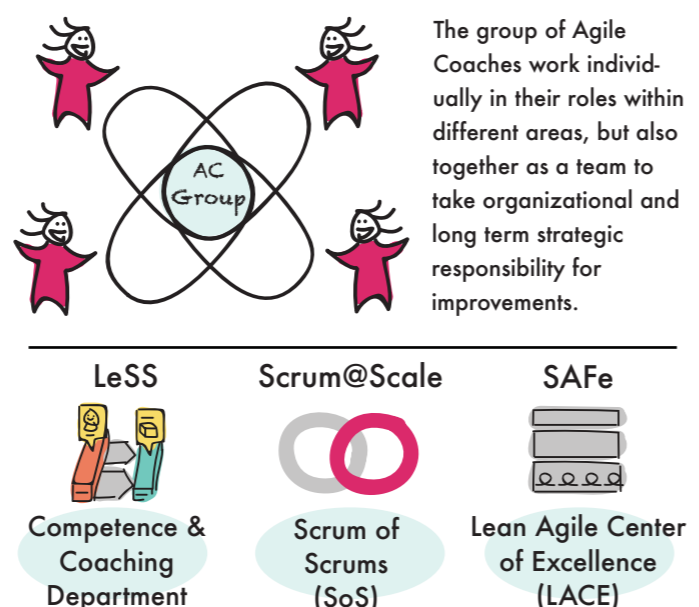 AC
Group
The group of Agile
Coaches work individ-
ually in their roles within
different areas, but also
together as a team to
take organizational and
long term strategic
responsibility for
improvements.
LeSS
Scrum@Scale
SAFe
Competence &
Coaching
Department
Scrum of
Scrums
(SoS)
Lean Agile Center
of Excellence
(LACE)